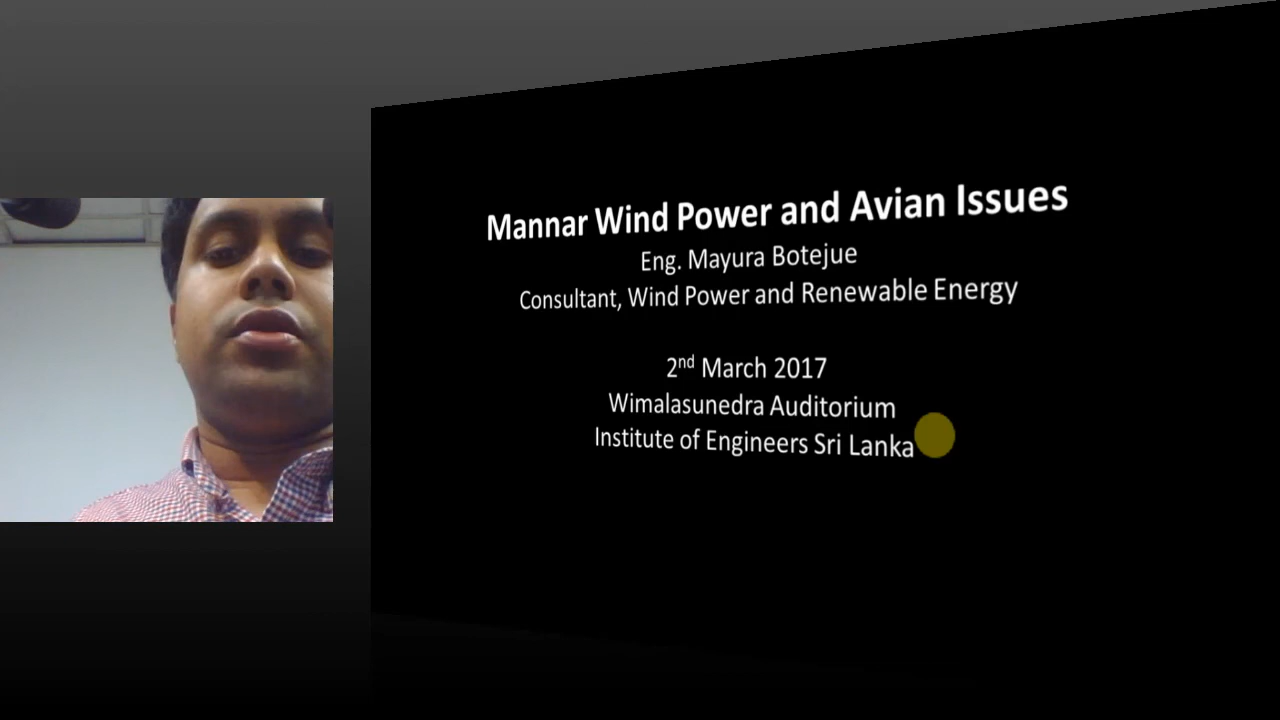 Mannar Wind Power and Avian Issues
Eng. Mayura Botejue
Consultant, Wind Power and Renewable Energy
2nd March 2017
Wimalasunedra Auditorium
Institute of Engineers Sri Lanka